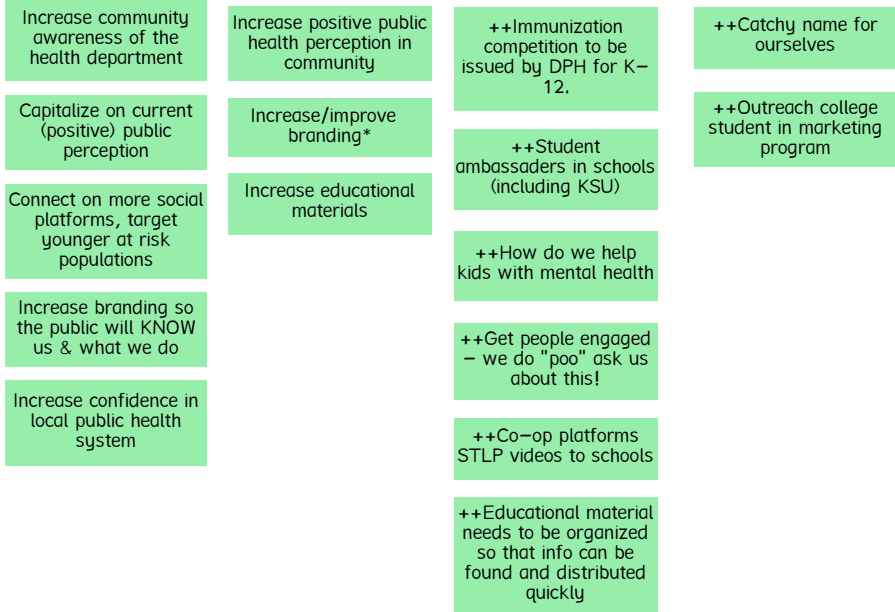 Increase community
awareness of the
health department
Capitalize on current
(positive) public
perception
Connect on more social
platforms, target
younger at risk
populations
Increase branding so
the public will KNOW
us & what we do
Increase confidence in
local public health
system
Increase positive public
health perception in
community
Increase/improve
branding*
Increase educational
materials
++Immunization
competition to be
issued by DPH for K–
12.
++Student
ambassaders in schools
(including KSU)
++How do we help
kids with mental health
++Get people engaged
– we do "poo" ask us
about this!
++Co–op platforms
STLP videos to schools
++Educational material
needs to be organized
so that info can be
found and distributed
quickly
++Catchy name for
ourselves
++Outreach college
student in marketing
program